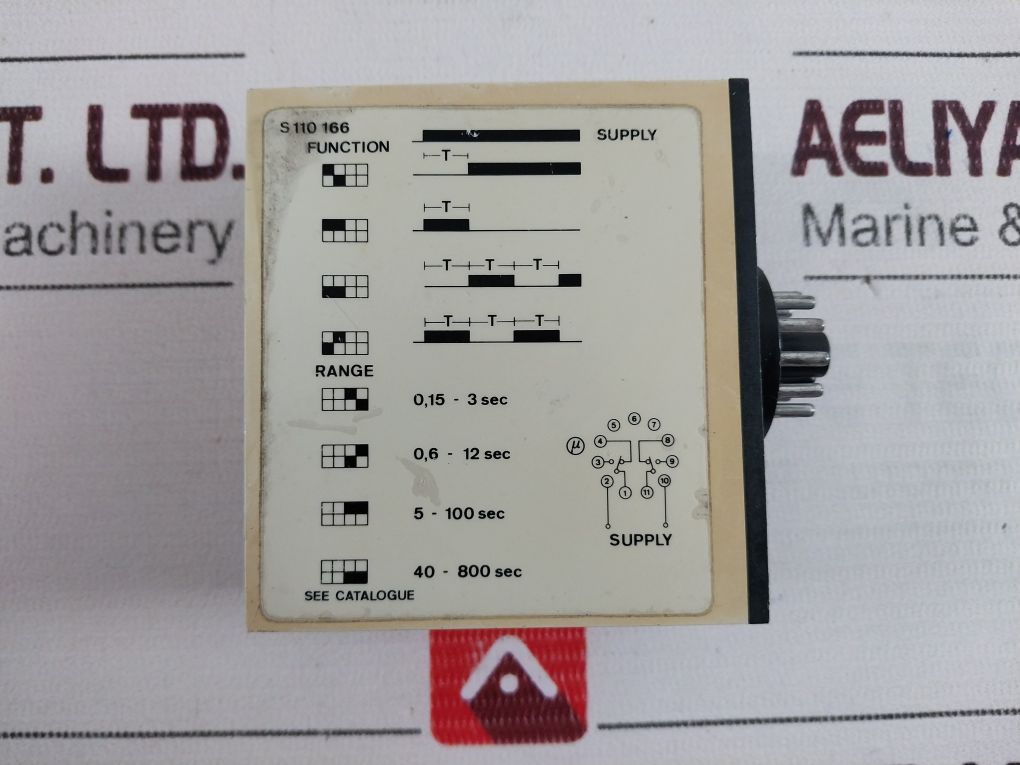 T. LTD.
achinery
AELIYA
Marine &
S 110 166
FUNCTION
SUPPLY
T
T
T T T
T T T
RANGE
0,15 - 3 sec
0,6 - 12 sec
5 - 100 sec
40 - 800 sec
SEE CATALOGUE
μ
6
5 7
4 8
3 9
2 10
1 11
SUPPLY